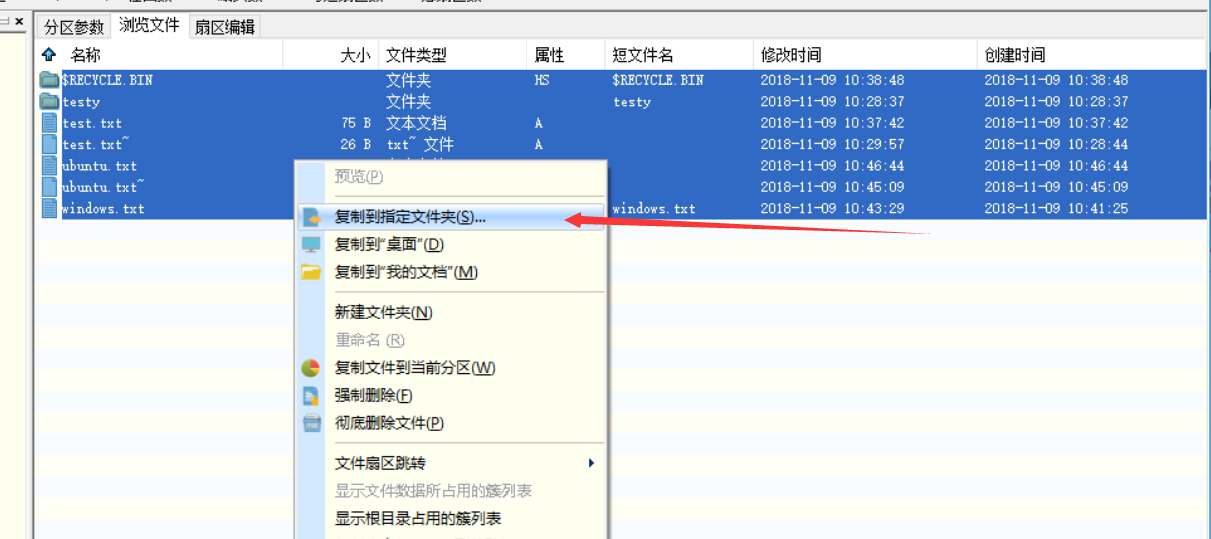 分区参数 浏览文件 扇区编辑
名称 大小 文件类型 属性 短文件名 修改时间 创建时间
$RECYCLE.BIN 文件夹 HS $RECYCLE.BIN 2018-11-09 10:38:48 2018-11-09 10:38:48
testy 文件夹 testy 2018-11-09 10:28:37 2018-11-09 10:28:37
test.txt 75 B 文本文档 A 2018-11-09 10:37:42 2018-11-09 10:37:42
test.txt~ 26 B txt~ 文件 A 2018-11-09 10:29:57 2018-11-09 10:28:44
ubuntu.txt 2018-11-09 10:46:44 2018-11-09 10:46:44
ubuntu.txt~ 2018-11-09 10:45:09 2018-11-09 10:45:09
windows.txt windows.txt 2018-11-09 10:43:29 2018-11-09 10:41:25
预览(P)
复制到指定文件夹(S)...
复制到“桌面”(D)
复制到“我的文档”(M)
新建文件夹(N)
重命名 (R)
复制文件到当前分区(W)
强制删除(F)
彻底删除文件(P)
文件扇区跳转
显示文件数据所占用的簇列表
显示根目录占用的簇列表